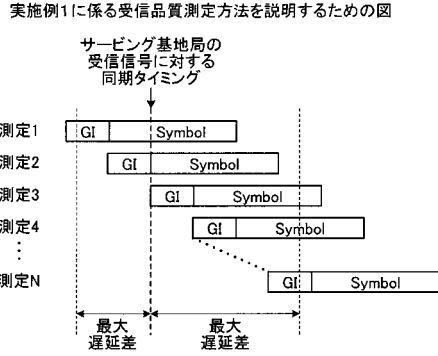 実施例1に係る受信品質測定方法を説明するための図
サービング基地局の
受信信号に対する
同期タイミング
測定1 GI Symbol
測定2 GI Symbol
測定3 GI Symbol
測定4 GI Symbol
測定N GI Symbol
最大
遅延差
最大
遅延差